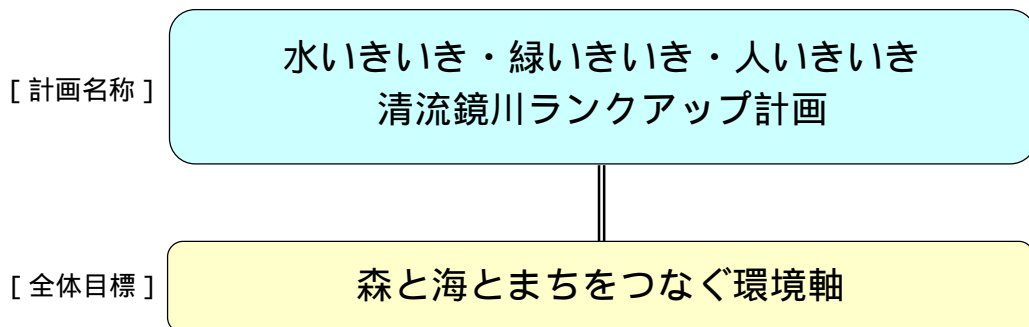 [ 計画名称 ]
水いきいき・緑いきいき・人いきいき
清流鏡川ランクアップ計画
[ 全体目標 ]
森と海とまちをつなぐ環境軸